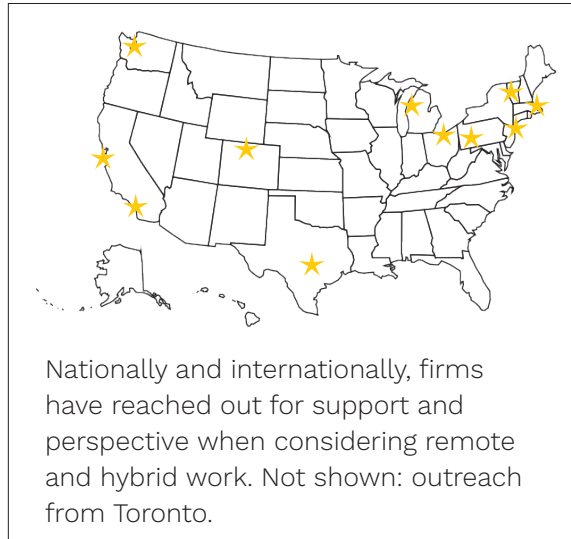 Nationally and internationally, firms
have reached out for support and
perspective when considering remote
and hybrid work. Not shown: outreach
from Toronto.